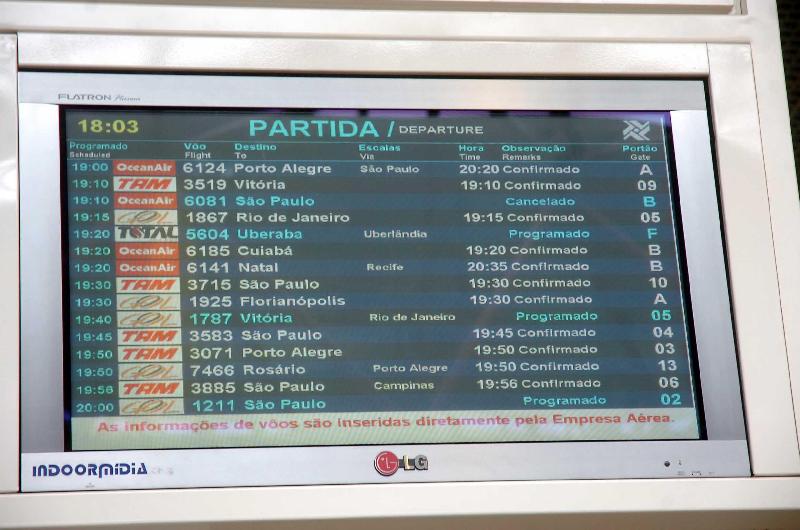 FLATRON Plasma
18:03 PARTIDA / DEPARTURE
Programado Vôo Destino Escalas Hora Observação Portão
Scheduled Flight To Via Time Remarks Gate
19:00 OceanAir 6124 Porto Alegre São Paulo 20:20 Confirmado A
19:10 TAM 3519 Vitória 19:10 Confirmado 09
19:10 OceanAir 6081 São Paulo Cancelado B
19:15 GOL 1867 Rio de Janeiro 19:15 Confirmado 05
19:20 TOTAL 5604 Uberaba Uberlândia Programado F
19:20 OceanAir 6185 Cuiabá 19:20 Confirmado B
19:20 OceanAir 6141 Natal Recife 20:35 Confirmado B
19:30 TAM 3715 São Paulo 19:30 Confirmado 10
19:30 GOL 1925 Florianópolis 19:30 Confirmado A
19:40 GOL 1787 Vitória Rio de Janeiro Programado 05
19:45 TAM 3583 São Paulo 19:45 Confirmado 04
19:50 TAM 3071 Porto Alegre 19:50 Confirmado 03
19:50 GOL 7466 Rosário Porto Alegre 19:50 Confirmado 13
19:56 TAM 3885 São Paulo Campinas 19:56 Confirmado 06
20:00 GOL 1211 São Paulo Programado 02
As informações de vôos são inseridas diretamente pela Empresa Aérea.
INDOORMÍDIA LG